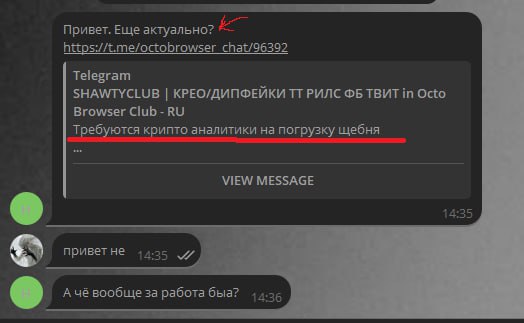 Привет. Еще актуально?
https://t.me/octobrowser_chat/96392
Telegram
SHAWTYCLUB | КРЕО/ДИПФЕЙКИ ТТ РИЛС ФБ ТВИТ in Octo
Browser Club - RU
Требуются крипто аналитики на погрузку щебня
...
VIEW MESSAGE
14:35
привет не 14:35
А чё вообще за работа быа? 14:36